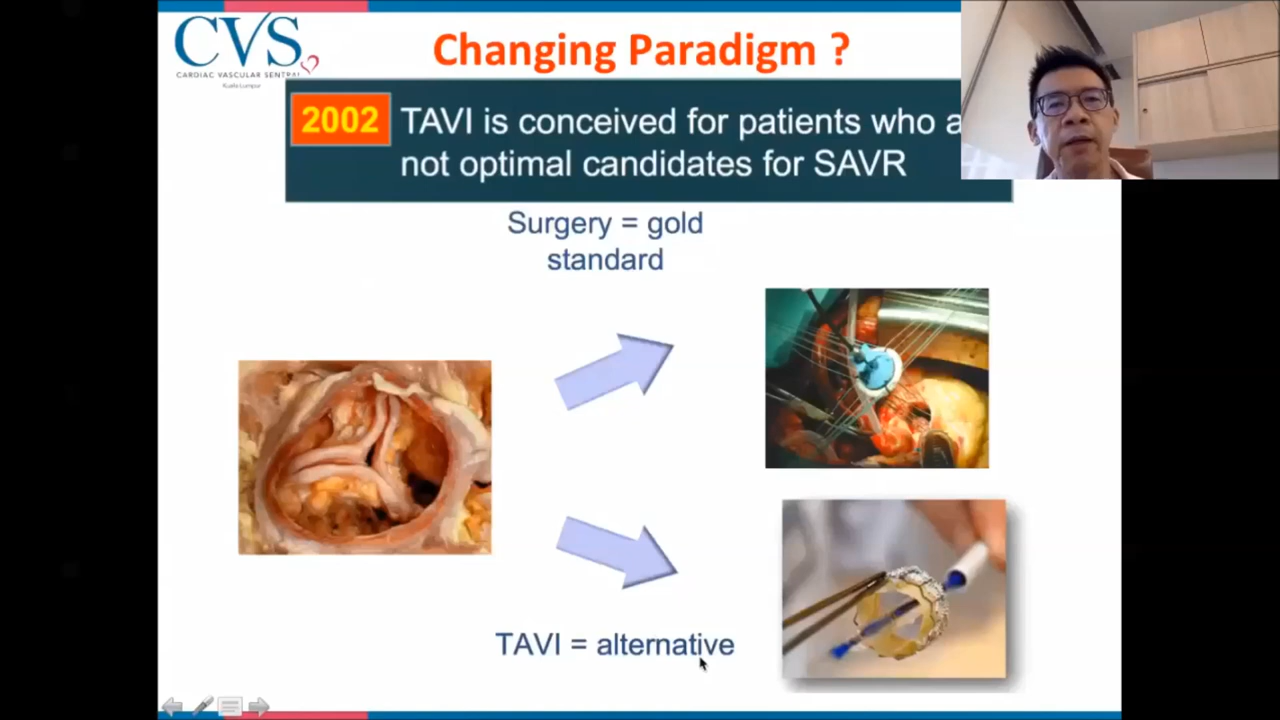 CVS
CARDIAC VASCULAR SENTRAL
Kuala Lumpur
Changing Paradigm ?
2002
TAVI is conceived for patients who a
not optimal candidates for SAVR
Surgery = gold
standard
TAVI = alternative